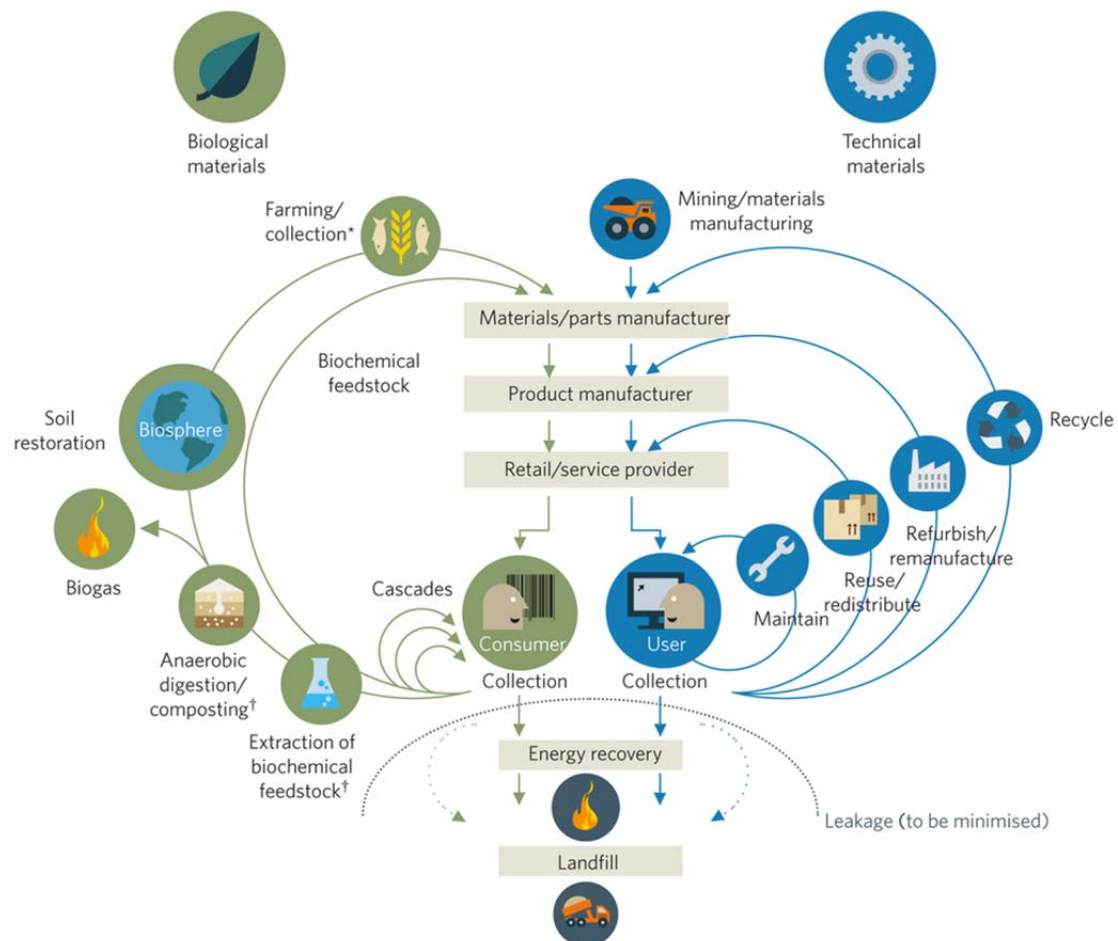 Biological
materials
Technical
materials
Farming/
collection*
Mining/materials
manufacturing
Materials/parts manufacturer
Biochemical
feedstock
Product manufacturer
Soil
restoration
Biosphere
Recycle
Retail/service provider
Biogas
Refurbish/
remanufacture
Reuse/
redistribute
Cascades
Maintain
Consumer
User
Anaerobic
digestion/
composting†
Collection
Collection
Extraction of
biochemical
feedstock†
Energy recovery
Leakage (to be minimised)
Landfill